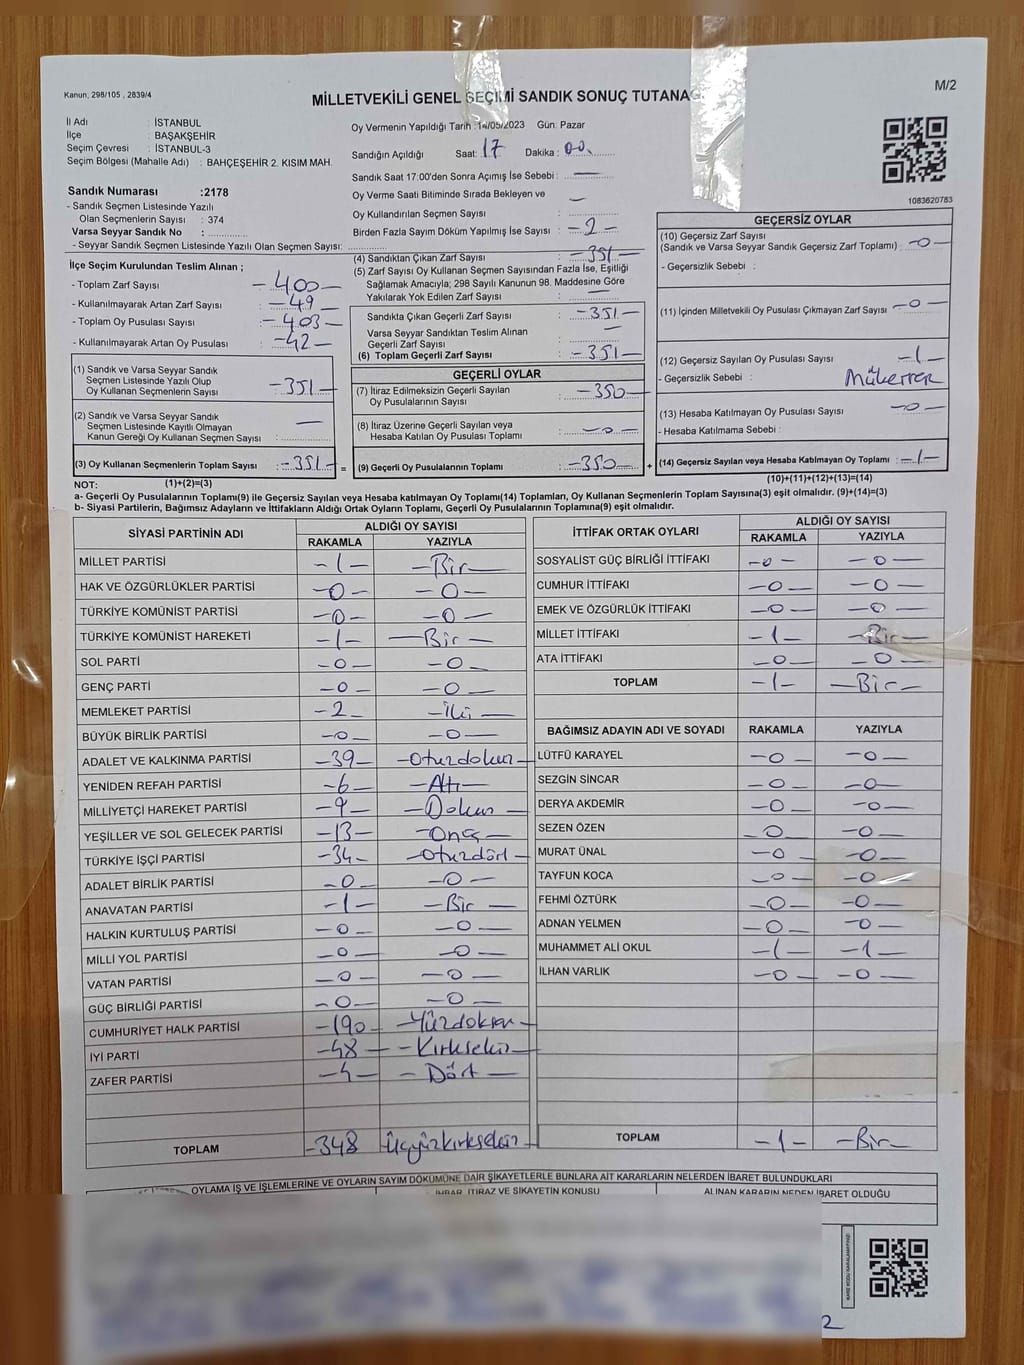 Kanun; 298/105 , 2839/4
MİLLETVEKİLİ GENEL SEÇİMİ SANDIK SONUÇ TUTANAĞ
M/2
İl Adı : İSTANBUL
İlçe : BAŞAKŞEHİR
Seçim Çevresi : İSTANBUL-3
Seçim Bölgesi (Mahalle Adı) : BAHÇEŞEHİR 2. KISIM MAH.
Sandık Numarası :2178
- Sandık Seçmen Listesinde Yazılı
Olan Seçmenlerin Sayısı : 374
Varsa Seyyar Sandık No : ..............
- Seyyar Sandık Seçmen Listesinde Yazılı Olan Seçmen Sayısı: ..............
Oy Vermenin Yapıldığı Tarih :14/05/2023 Gün: Pazar
Sandığın Açıldığı Saat: 17 Dakika : 00
Sandık Saat 17:00'den Sonra Açımış İse Sebebi : —
Oy Verme Saati Bitiminde Sırada Bekleyen ve
Oy Kullandırılan Seçmen Sayısı —
Birden Fazla Sayım Döküm Yapılmış İse Sayısı : -2-
1083620783
İlçe Seçim Kurulundan Teslim Alınan ;
- Toplam Zarf Sayısı : -400-
- Kullanılmayarak Artan Zarf Sayısı : -49-
- Toplam Oy Pusulası Sayısı : -403-
- Kullanılmayarak Artan Oy Pusulası : -42-
(1) Sandık ve Varsa Seyyar Sandık
Seçmen Listesinde Yazılı Olup
Oy Kullanan Seçmenlerin Sayısı : -351-
(2) Sandık ve Varsa Seyyar Sandık
Seçmen Listesinde Kayıtlı Olmayan
Kanun Gereği Oy Kullanan Seçmen Sayısı : —
(3) Oy Kullanan Seçmenlerin Toplam Sayısı : -351- =
(4) Sandıktan Çıkan Zarf Sayısı : -351-
(5) Zarf Sayısı Oy Kullanan Seçmen Sayısından Fazla İse, Eşitliği
Sağlamak Amacıyla; 298 Sayılı Kanunun 98. Maddesine Göre
Yakılarak Yok Edilen Zarf Sayısı : —
Sandıkta Çıkan Geçerli Zarf Sayısı : -351-
Varsa Seyyar Sandıktan Teslim Alınan
Geçerli Zarf Sayısı : —
(6) Toplam Geçerli Zarf Sayısı : -351-
GEÇERLİ OYLAR
(7) İtiraz Edilmeksizin Geçerli Sayılan
Oy Pusulalarının Sayısı : -350-
(8) İtiraz Üzerine Geçerli Sayılan veya
Hesaba Katılan Oy Pusulası Toplamı : -0-
(9) Geçerli Oy Pusulalarının Toplamı : -350- +
GEÇERSİZ OYLAR
(10) Geçersiz Zarf Sayısı
(Sandık ve Varsa Seyyar Sandık Geçersiz Zarf Toplamı) : -0-
- Geçersizlik Sebebi :
(11) İçinden Milletvekili Oy Pusulası Çıkmayan Zarf Sayısı : -0-
(12) Geçersiz Sayılan Oy Pusulası Sayısı : -1-
- Geçersizlik Sebebi : Mükerrer
(13) Hesaba Katılmayan Oy Pusulası Sayısı : -0-
- Hesaba Katılmama Sebebi :
(14) Geçersiz Sayılan veya Hesaba Katılmayan Oy Toplamı : -1-
NOT: (1)+(2)=(3)
(10)+(11)+(12)+(13)=(14)
a- Geçerli Oy Pusulalarının Toplamı(9) ile Geçersiz Sayılan veya Hesaba katılmayan Oy Toplamı(14) Toplamları, Oy Kullanan Seçmenlerin Toplam Sayısına(3) eşit olmalıdır. (9)+(14)=(3)
b- Siyasi Partilerin, Bağımsız Adayların ve İttifakların Aldığı Ortak Oyların Toplamı, Geçerli Oy Pusulalarının Toplamına(9) eşit olmalıdır.
SİYASİ PARTİNİN ADI ALDIĞI OY SAYISI
RAKAMLA YAZIYLA
MİLLET PARTİSİ -1- -Bir-
HAK VE ÖZGÜRLÜKLER PARTİSİ -0- -0-
TÜRKİYE KOMÜNİST PARTİSİ -0- -0-
TÜRKİYE KOMÜNİST HAREKETİ -1- -Bir-
SOL PARTİ -0- -0-
GENÇ PARTİ -0- -0-
MEMLEKET PARTİSİ -2- -İki-
BÜYÜK BİRLİK PARTİSİ -0- -0-
ADALET VE KALKINMA PARTİSİ -39- -Otuzdokuz-
YENİDEN REFAH PARTİSİ -6- -Altı-
MİLLİYETÇİ HAREKET PARTİSİ -9- -Dokuz-
YEŞİLLER VE SOL GELECEK PARTİSİ -13- -Onüç-
TÜRKİYE İŞÇİ PARTİSİ -34- -Otuzdört-
ADALET BİRLİK PARTİSİ -0- -0-
ANAVATAN PARTİSİ -1- -Bir-
HALKIN KURTULUŞ PARTİSİ -0- -0-
MİLLİ YOL PARTİSİ -0- -0-
VATAN PARTİSİ -0- -0-
GÜÇ BİRLİĞİ PARTİSİ -0- -0-
CUMHURİYET HALK PARTİSİ -190- -Yüzdoksan-
İYİ PARTİ -48- -Kırksekiz-
ZAFER PARTİSİ -4- -Dört-
TOPLAM -348- Üçyüzkırksekiz-
İTTİFAK ORTAK OYLARI ALDIĞI OY SAYISI
RAKAMLA YAZIYLA
SOSYALİST GÜÇ BİRLİĞİ İTTİFAKI -0- -0-
CUMHUR İTTİFAKI -0- -0-
EMEK VE ÖZGÜRLÜK İTTİFAKI -0- -0-
MİLLET İTTİFAKI -1- -Bir-
ATA İTTİFAKI -0- -0-
TOPLAM -1- -Bir-
BAĞIMSIZ ADAYIN ADI VE SOYADI RAKAMLA YAZIYLA
LÜTFÜ KARAYEL -0- -0-
SEZGİN SİNCAR -0- -0-
DERYA AKDEMİR -0- -0-
SEZEN ÖZEN -0- -0-
MURAT ÜNAL -0- -0-
TAYFUN KOCA -0- -0-
FEHMİ ÖZTÜRK -0- -0-
ADNAN YELMEN -0- -0-
MUHAMMET ALİ OKUL -1- -1-
İLHAN VARLIK -0- -0-
TOPLAM -1- -Bir-
OYLAMA İŞ VE İŞLEMLERİNE VE OYLARIN SAYIM DÖKÜMÜNE DAİR ŞİKAYETLERLE BUNLARA AİT KARARLARIN NELERDEN İBARET BULUNDUKLARI
İHBAR, İTİRAZ VE ŞİKAYETİN KONUSU ALINAN KARARIN NEDEN İBARET OLDUĞU
2